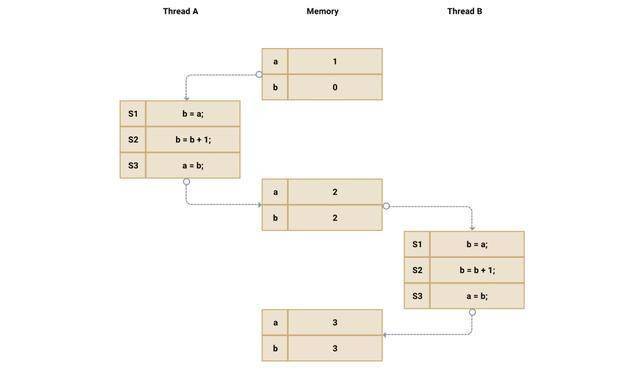 Thread A Memory Thread B
a 1
b 0
S1 b = a;
S2 b = b + 1;
S3 a = b;
a 2
b 2
S1 b = a;
S2 b = b + 1;
S3 a = b;
a 3
b 3